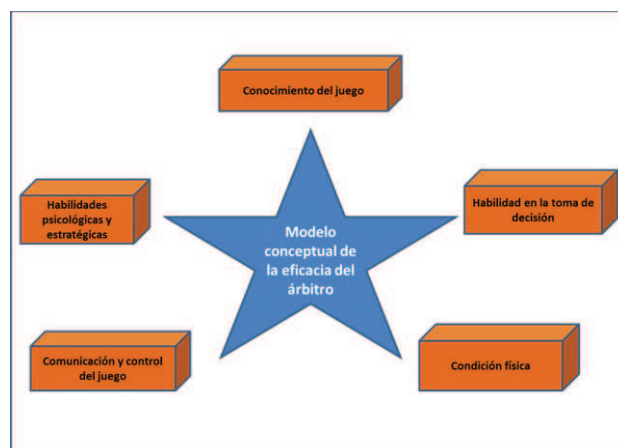 Conocimiento del juego
Habilidades
psicológicas y
estratégicas
Habilidad en la toma de
decisión
Modelo
conceptual de
la eficacia del
árbitro
Comunicación y control
del juego
Condición física